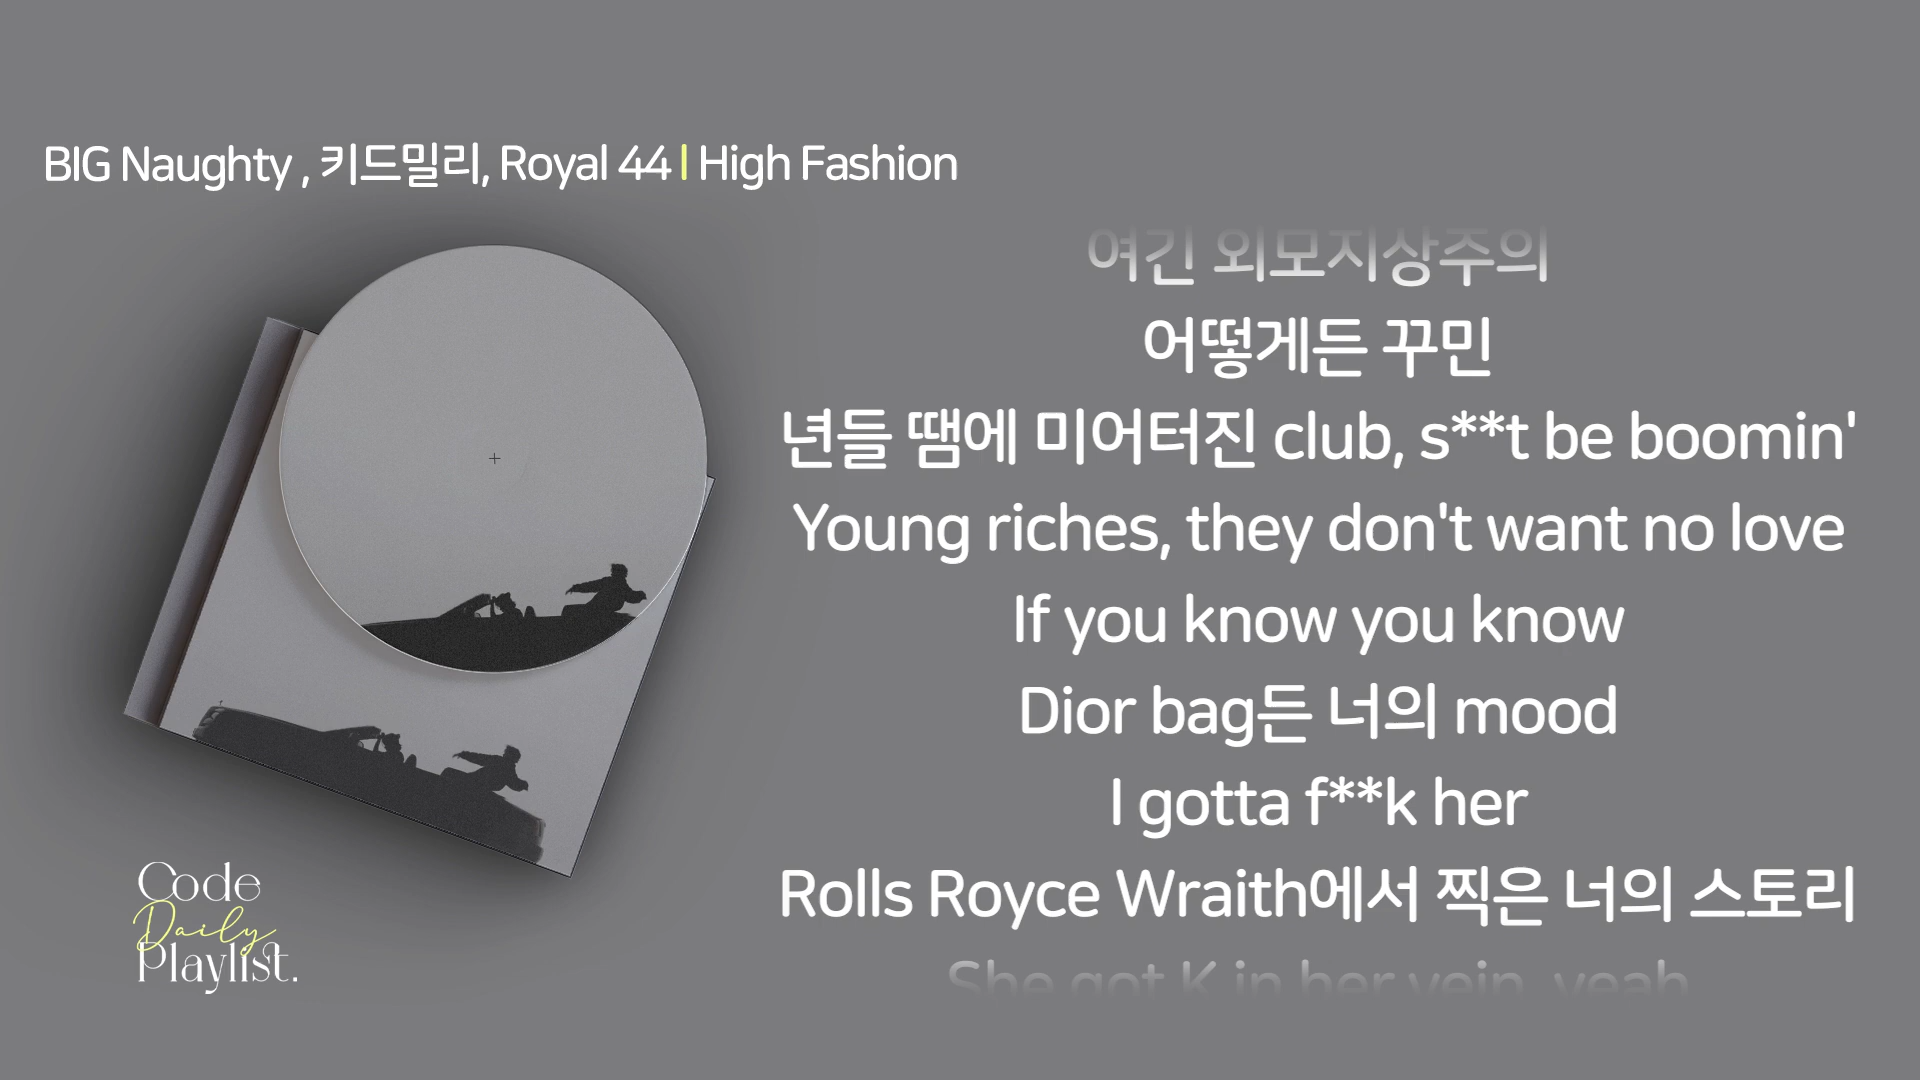 BIG Naughty , 키드밀리, Royal 44 | High Fashion
여긴 외모지상주의
어떻게든 꾸민
년들 땜에 미어터진 club, s**t be boomin'
Young riches, they don't want no love
If you know you know
Dior bag든 너의 mood
I gotta f**k her
Rolls Royce Wraith에서 찍은 너의 스토리
She got K in her vein, yeah
Code
Daily
Playlist.